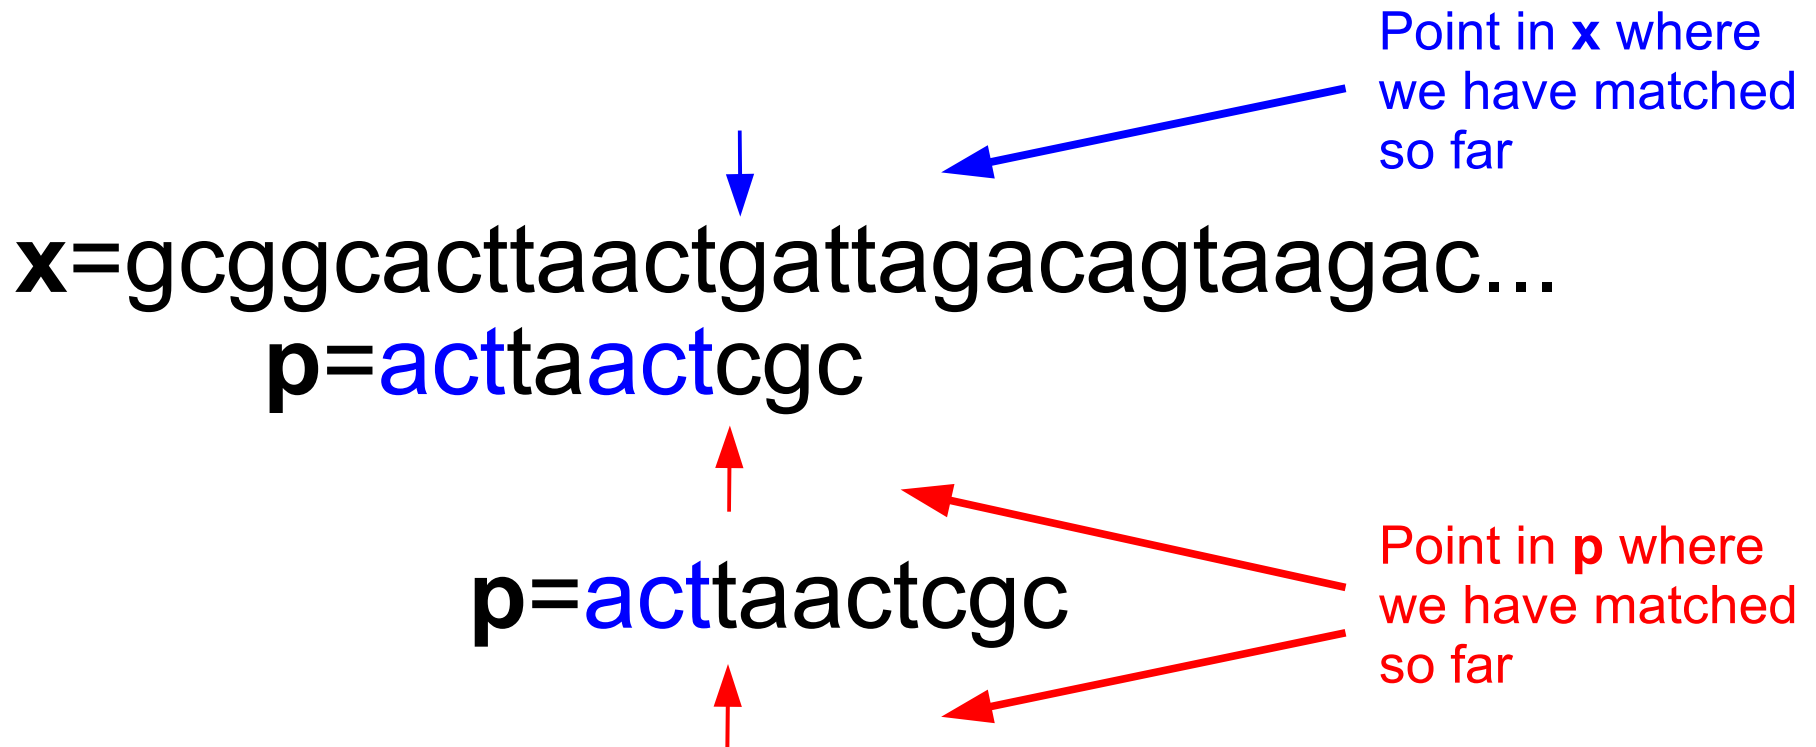 Point in x where
we have matched
so far
x=gcggcacttaactgattagacagtaagac...
p=acttaactcgc
p=acttaactcgc
Point in p where
we have matched
so far